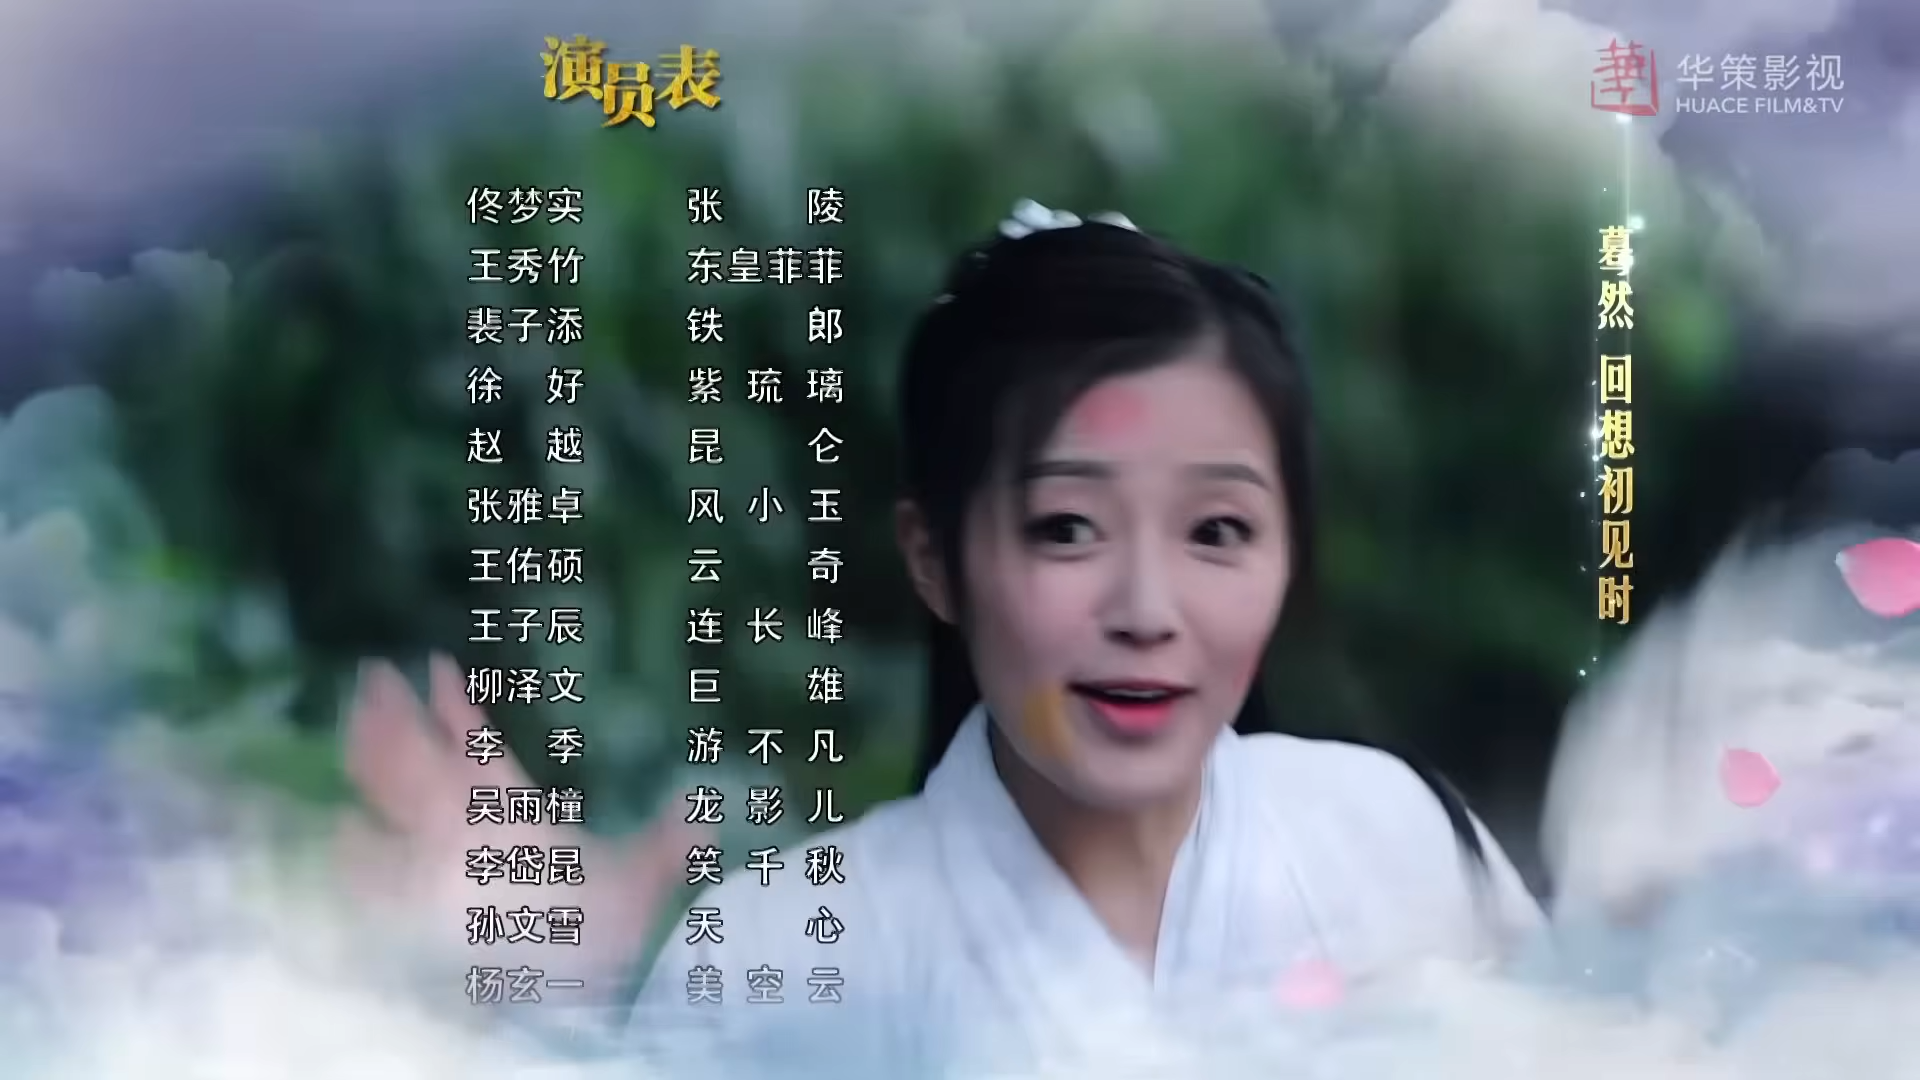 演员表
华策影视
HUACE FILM&TV
佟梦实 张陵
王秀竹 东皇菲菲
裴子添 铁郎
徐好 紫琉璃
赵越 昆仑
张雅卓 风小玉
王佑硕 云奇
王子辰 连长峰
柳泽文 巨雄
李季 游不凡
吴雨橦 龙影儿
李岱昆 笑千秋
孙文雪 天心
杨玄一 美空云
蓦然 回想初见时